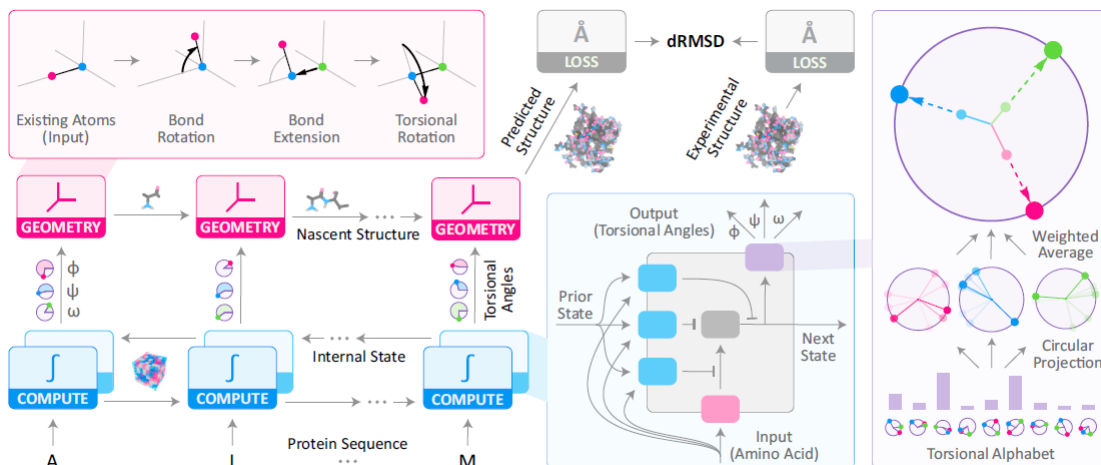 Existing Atoms
(Input)
Bond
Rotation
Bond
Extension
Torsional
Rotation
Å
LOSS
dRMSD
Å
LOSS
Predicted
Structure
Experimental
Structure
GEOMETRY
GEOMETRY
Nascent Structure
...
GEOMETRY
ϕ
ψ
ω
Torsional
Angles
∫
COMPUTE
∫
COMPUTE
...
Internal State
...
∫
COMPUTE
A
I
Protein Sequence
...
M
Output
(Torsional Angles)
ϕ
ψ
ω
Prior
State
Next
State
Input
(Amino Acid)
Weighted
Average
Circular
Projection
Torsional Alphabet